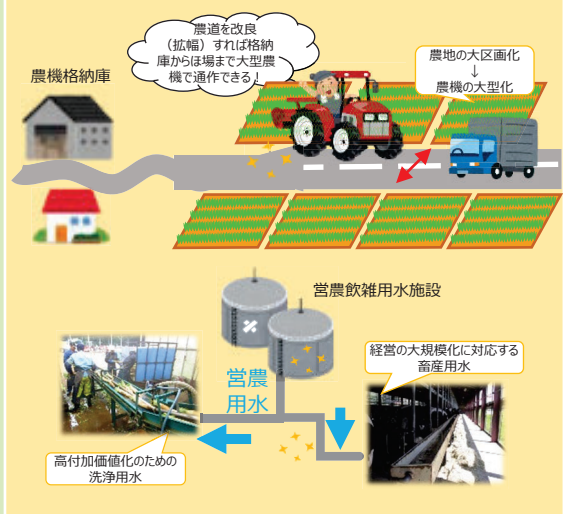 農道を改良
（拡幅）すれば格納
庫からほ場まで大型農
機で通作できる！
農機格納庫
農地の大区画化
↓
農機の大型化
営農飲雑用水施設
経営の大規模化に対応する
畜産用水
営農
用水
高付加価値化のための
洗浄用水